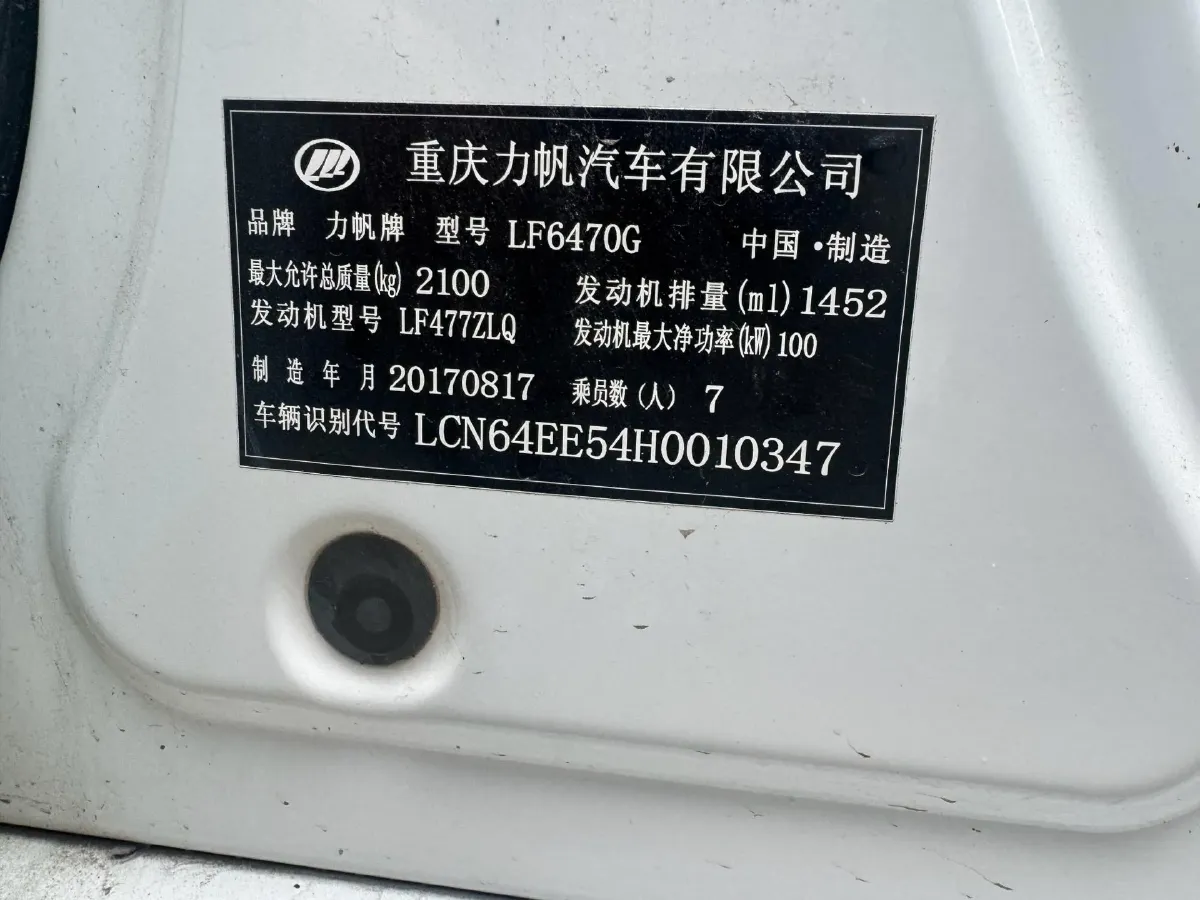 重庆力帆汽车有限公司
品牌 力帆牌 型号 LF6470G 中国·制造
最大允许总质量(kg) 2100 发动机排量(ml) 1452
发动机型号 LF477ZLQ 发动机最大净功率(kW) 100
制造年月 20170817 乘员数(人) 7
车辆识别代号 LCN64EE54H0010347